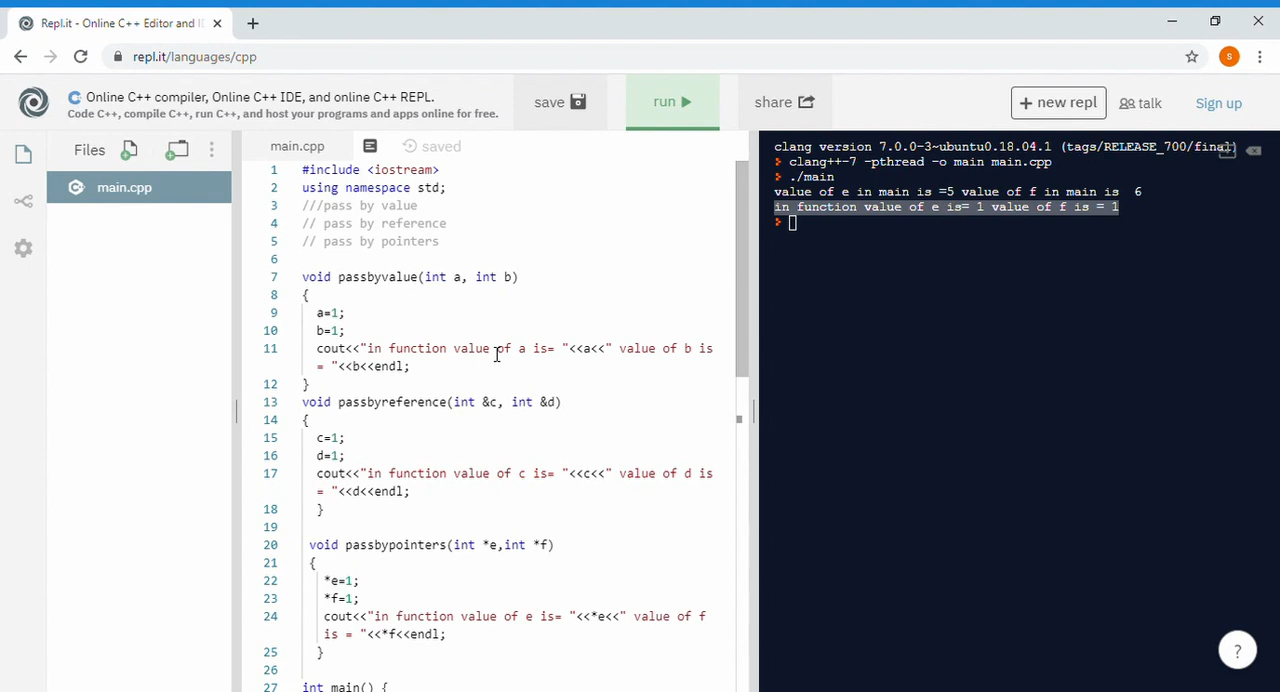 Repl.it - Online C++ Editor and
repl.it/languages/cpp
S
Online C++ compiler, Online C++ IDE, and online C++ REPL.
Code C++, compile C++, run C++, and host your programs and apps online for free.
save
run
share
+ new repl
talk
Sign up
Files
main.cpp
main.cpp
saved
1 #include <iostream>
2 using namespace std;
3 ///pass by value
4 // pass by reference
5 // pass by pointers
6
7 void passbyvalue(int a, int b)
8 {
9 a=1;
10 b=1;
11 cout<<"in function value of a is= "<<a<<" value of b is
= "<<b<<endl;
12 }
13 void passbyreference(int &c, int &d)
14 {
15 c=1;
16 d=1;
17 cout<<"in function value of c is= "<<c<<" value of d is
= "<<d<<endl;
18 }
19
20 void passbypointers(int *e,int *f)
21 {
22 *e=1;
23 *f=1;
24 cout<<"in function value of e is= "<<*e<<" value of f
is = "<<*f<<endl;
25 }
26
27 int main() {
clang version 7.0.0-3~ubuntu0.18.04.1 (tags/RELEASE_700/final)
> clang++-7 -pthread -o main main.cpp
> ./main
value of e in main is =5 value of f in main is  6
in function value of e is= 1 value of f is = 1
>
?